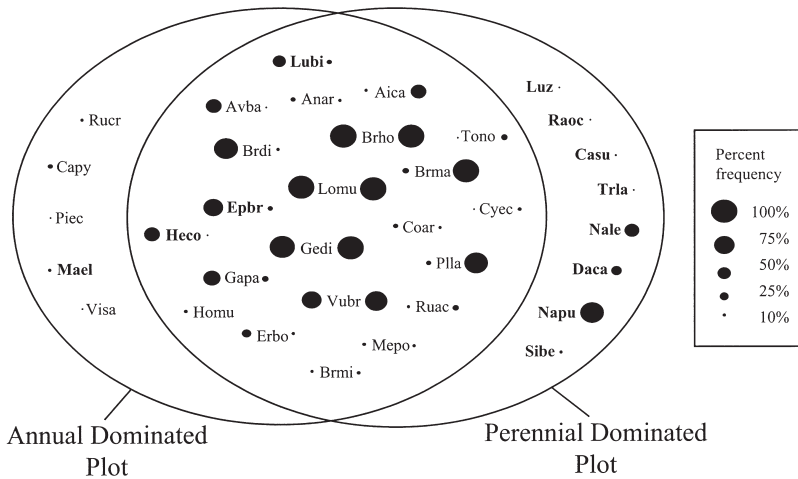 Lubi
Luz
Aica
Anar
Avba
Rucr
Raoc
Brho
Tono
Brdi
Casu
Capy
Brma
Lomu
Trla
Epbr
Cyec
Piec
Coar
Heco
Nale
Gedi
Plla
Mael
Daca
Gapa
Visa
Homu
Vubr
Ruac
Napu
Erbo
Mepo
Sibe
Brmi
Percent
frequency
100%
75%
50%
25%
10%
Annual Dominated
Plot
Perennial Dominated
Plot